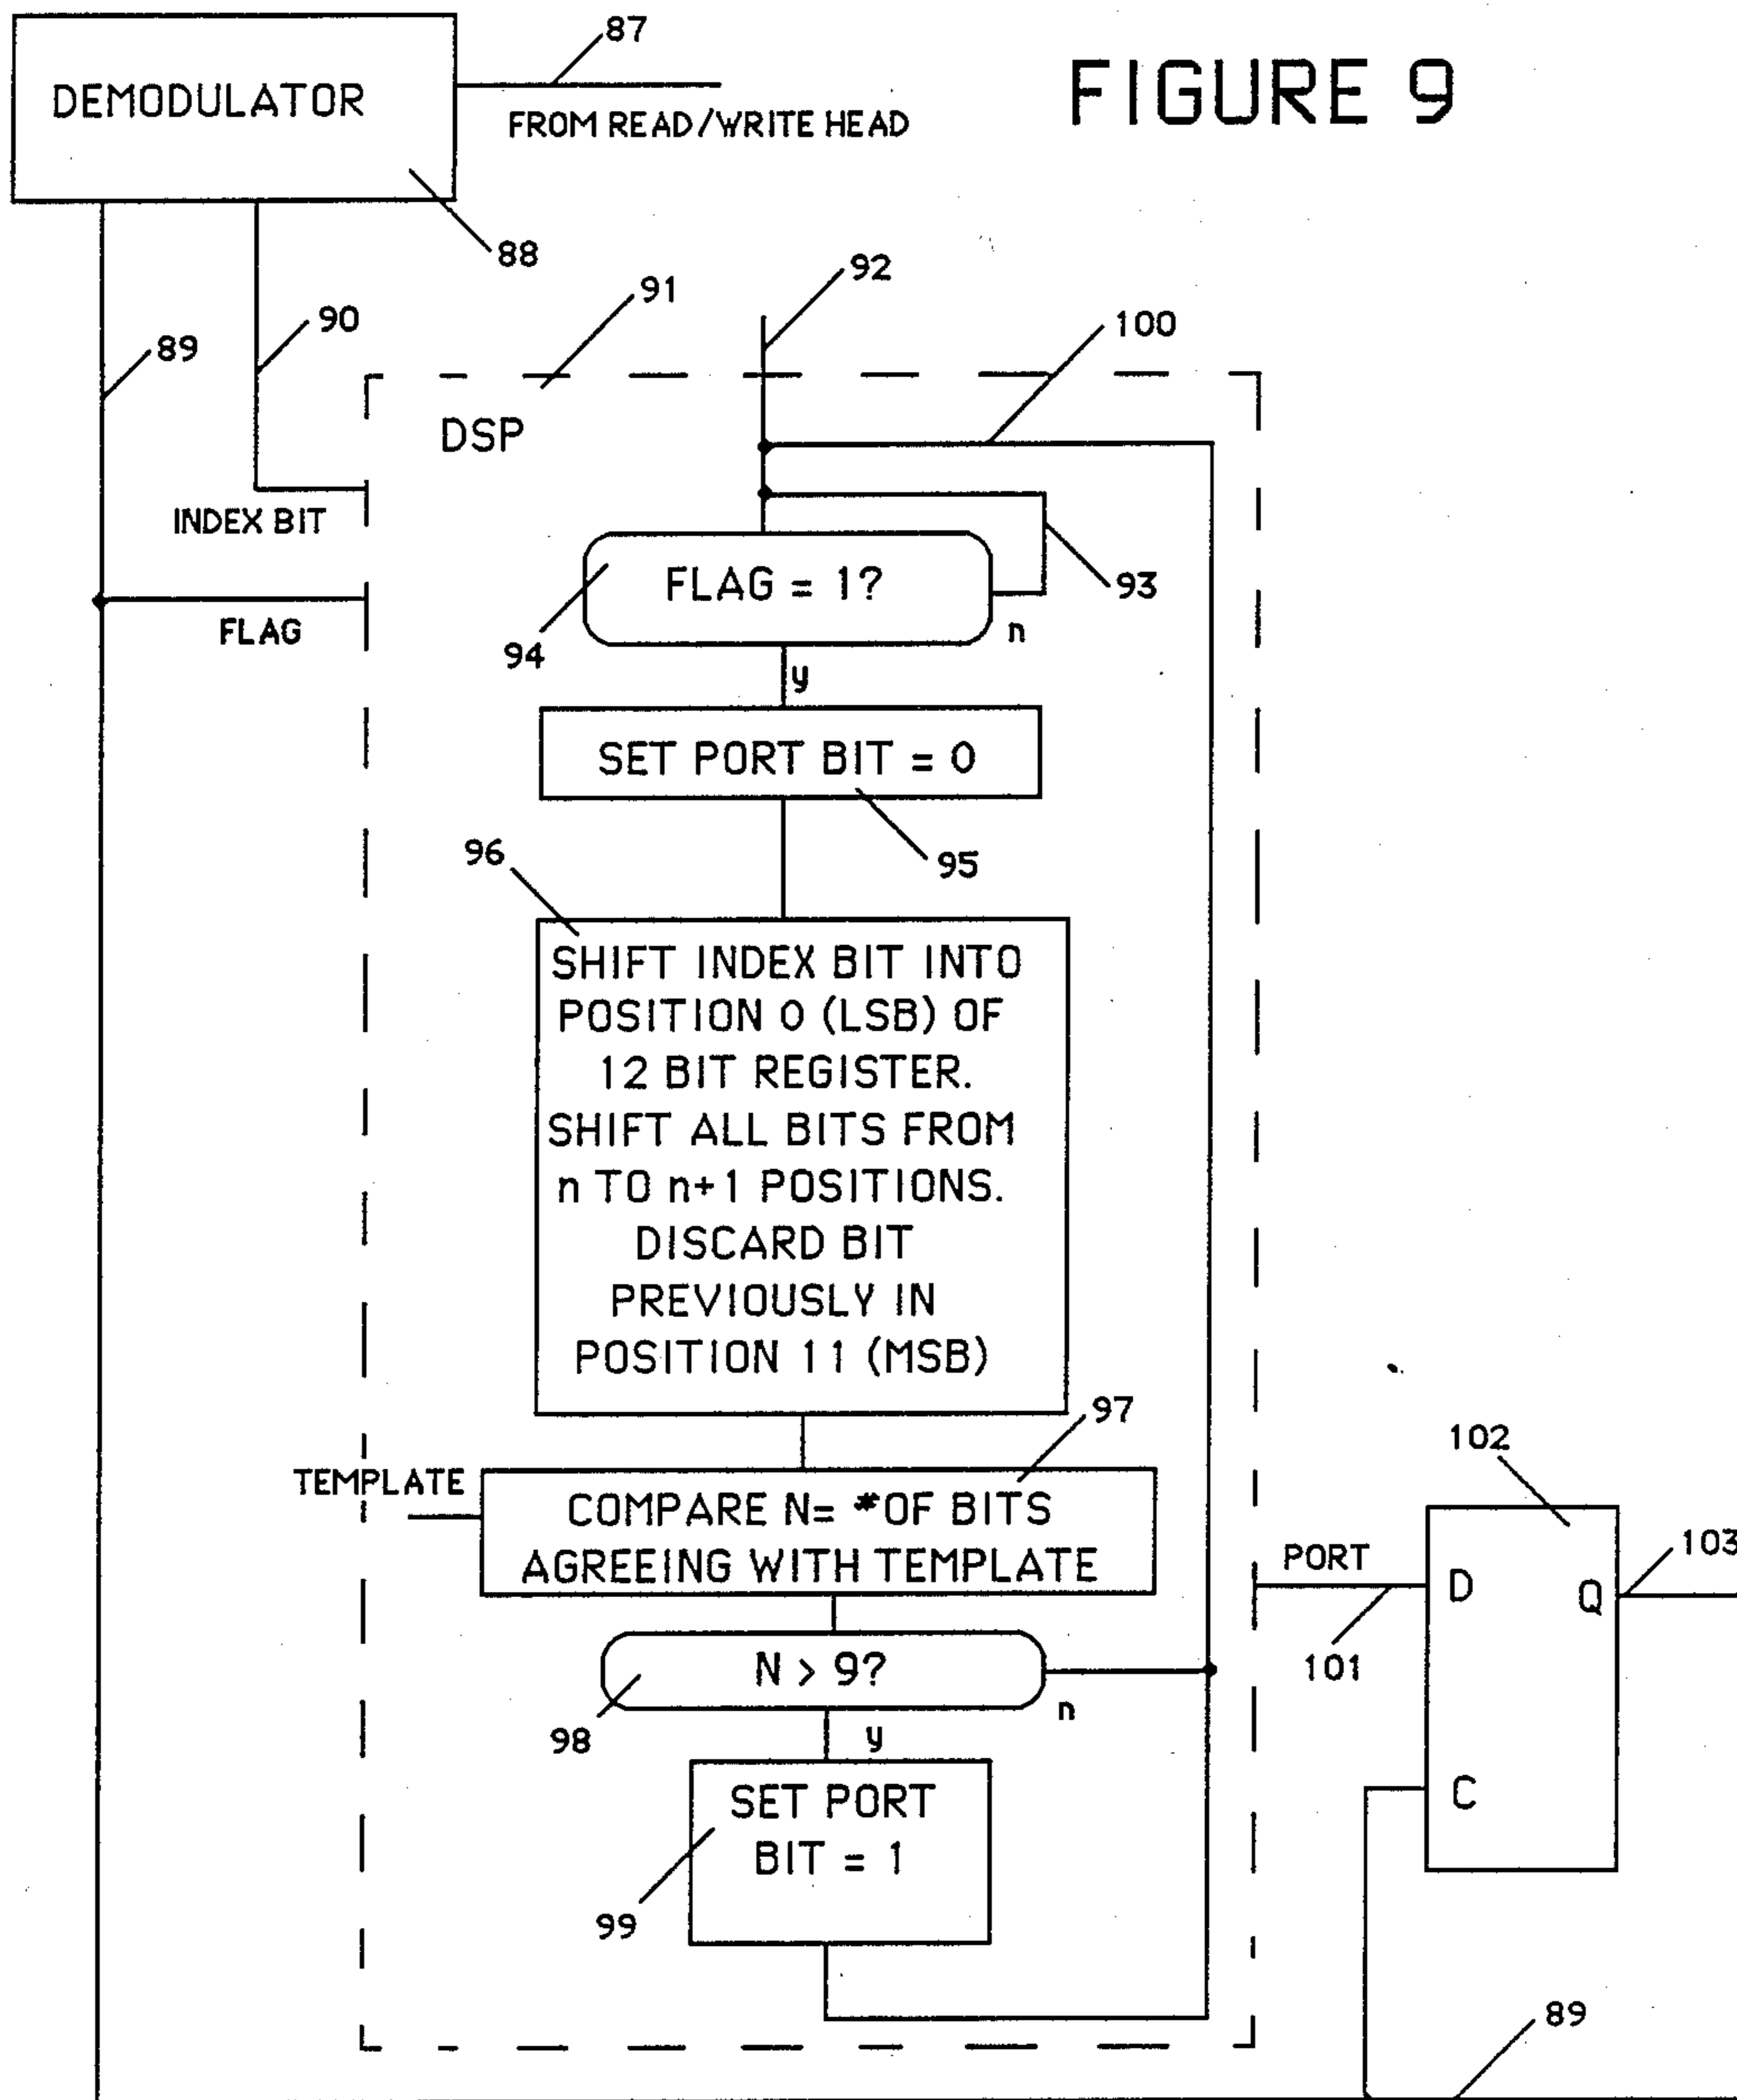 FIGURE 9
DEMODULATOR
87
FROM READ/WRITE HEAD
88
89
90
INDEX BIT
FLAG
91
92
100
DSP
93
FLAG = 1?
94
n
y
SET PORT BIT = 0
95
96
SHIFT INDEX BIT INTO
POSITION 0 (LSB) OF
12 BIT REGISTER.
SHIFT ALL BITS FROM
n TO n+1 POSITIONS.
DISCARD BIT
PREVIOUSLY IN
POSITION 11 (MSB)
97
TEMPLATE
COMPARE N= *OF BITS
AGREEING WITH TEMPLATE
N > 9?
98
n
y
SET PORT
BIT = 1
99
PORT
101
102
D
Q
C
103
89